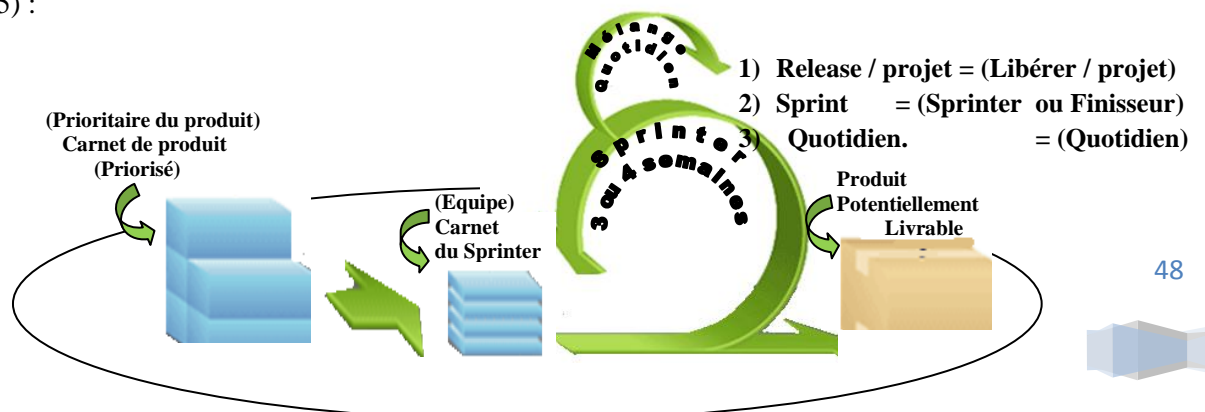 5) :
Mélange
quotidien
1) Release / projet = (Libérer / projet)
2) Sprint = (Sprinter ou Finisseur)
3) Quotidien. = (Quotidien)
(Prioritaire du produit)
Carnet de produit
(Priorisé)
Sprinter
3 ou 4 semaines
(Equipe)
Carnet
du Sprinter
Produit
Potentiellement
Livrable
48